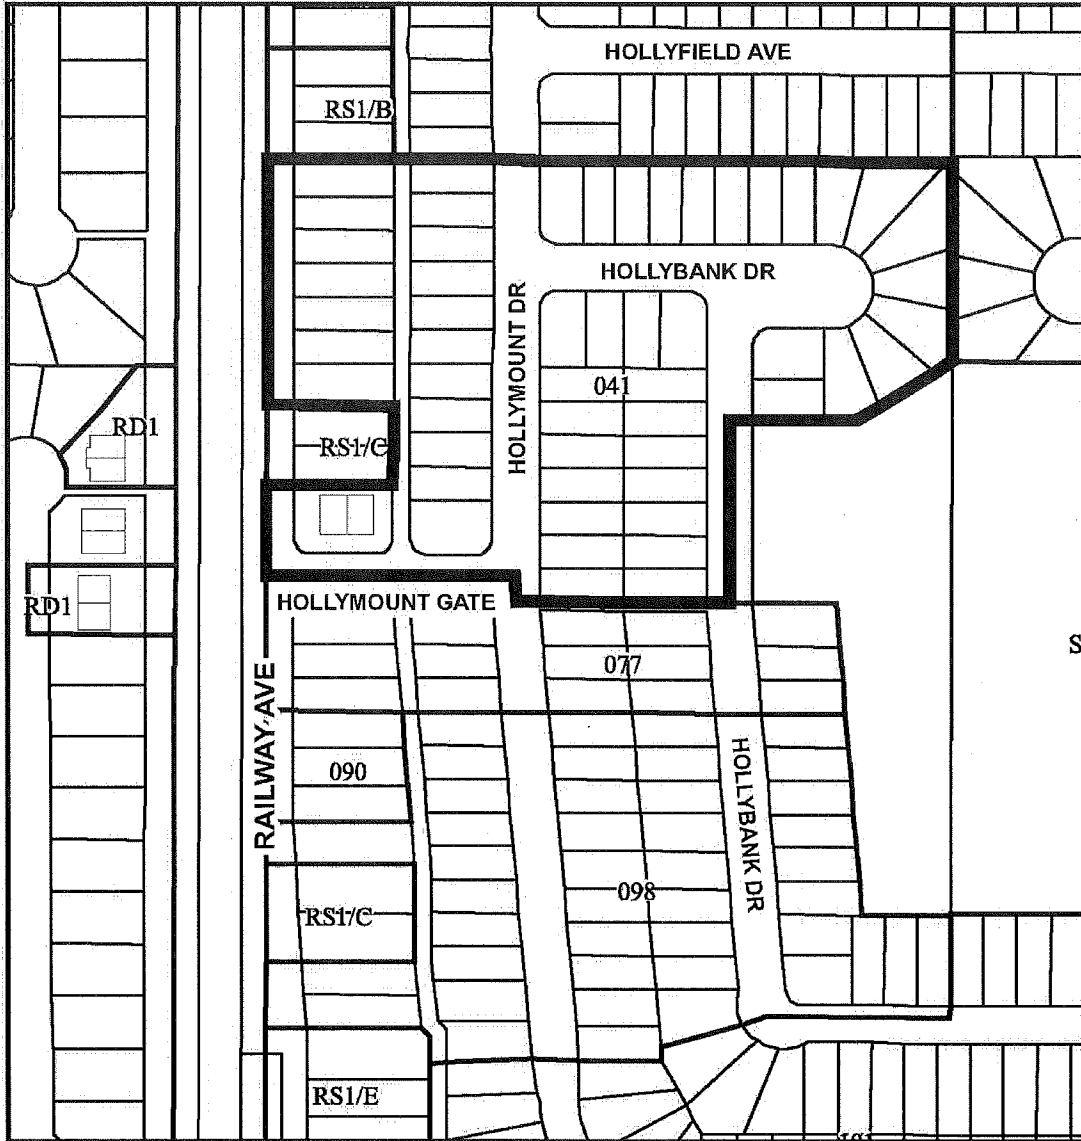 HOLLYFIELD AVE
RS1/B
HOLLYBANK DR
HOLLYMOUNT DR
041
RD1
RS1/C
RD1
HOLLYMOUNT GATE
S
077
RAILWAY AVE
090
HOLLYBANK DR
098
RS1/C
RS1/E